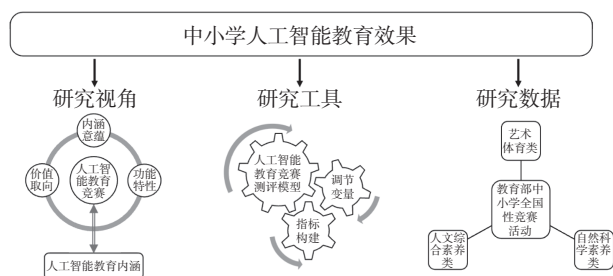 中小学人工智能教育效果
研究视角
研究工具
研究数据
内涵
意蕴
价值
取向
人工智
能教育
竞赛
功能
特性
人工智能教育内涵
人工智能
教育竞赛
测评模型
调节
变量
指标
构建
艺术
体育类
教育部中
小学全国
性竞赛
活动
人文综
合素养
类
自然科
学素养
类